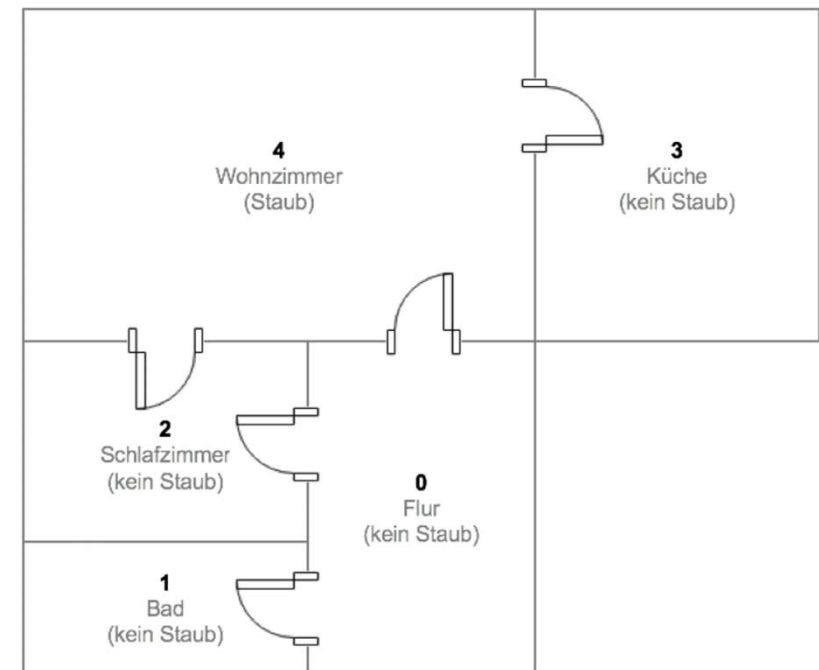 4
Wohnzimmer
(Staub)
3
Küche
(kein Staub)
2
Schlafzimmer
(kein Staub)
0
Flur
(kein Staub)
1
Bad
(kein Staub)